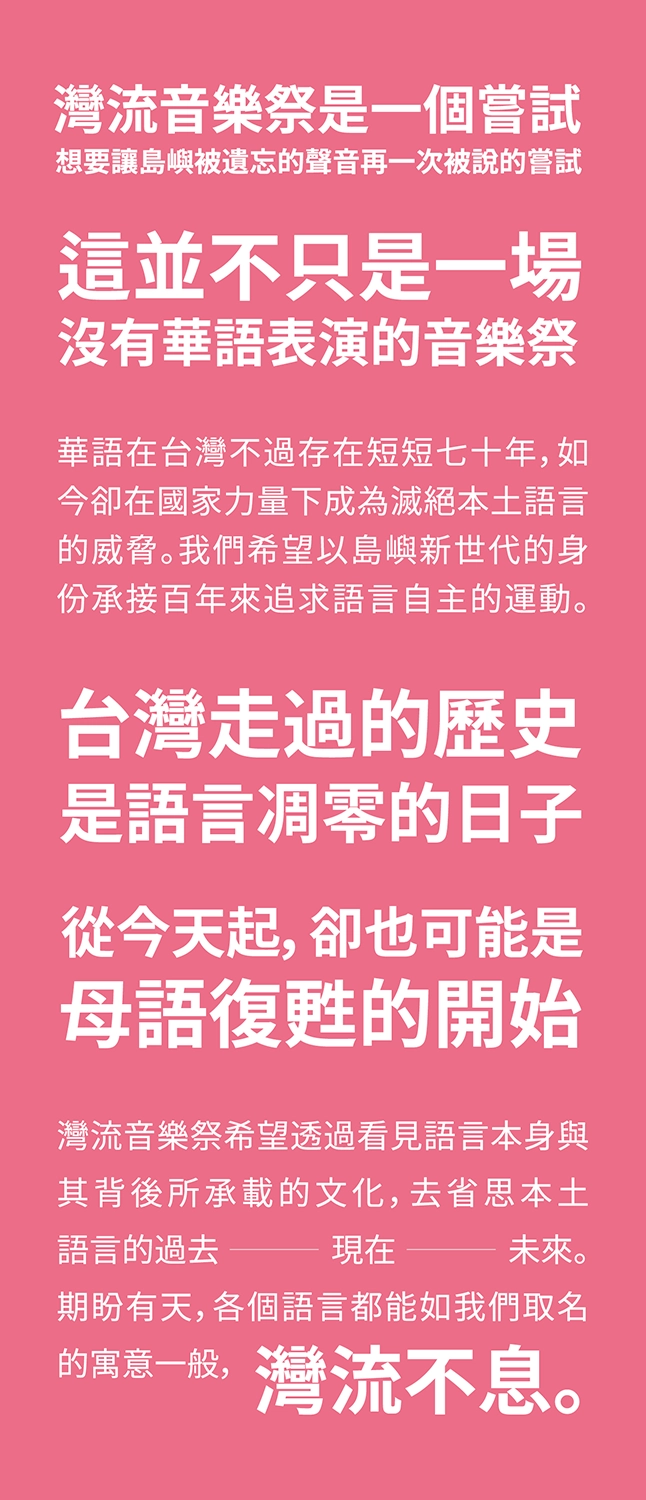 灣流音樂祭是一個嘗試
想要讓島嶼被遺忘的聲音再一次被說的嘗試
這並不只是一場
沒有華語表演的音樂祭
華語在台灣不過存在短短七十年，如
今卻在國家力量下成為滅絕本土語言
的威脅。我們希望以島嶼新世代的身
份承接百年來追求語言自主的運動。
台灣走過的歷史
是語言凋零的日子
從今天起，卻也可能是
母語復甦的開始
灣流音樂祭希望透過看見語言本身與
其背後所承載的文化，去省思本土
語言的過去——現在——未來。
期盼有天，各個語言都能如我們取名
的寓意一般，灣流不息。